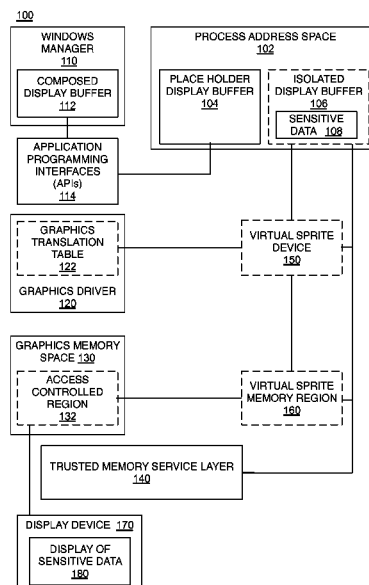 100
WINDOWS
MANAGER
110
COMPOSED
DISPLAY BUFFER
112
APPLICATION
PROGRAMMING
INTERFACES
(APIs)
114
PROCESS ADDRESS SPACE
102
PLACE HOLDER
DISPLAY BUFFER
104
ISOLATED
DISPLAY BUFFER
106
SENSITIVE
DATA 108
GRAPHICS
TRANSLATION
TABLE
122
GRAPHICS DRIVER
120
VIRTUAL SPRITE
DEVICE
150
GRAPHICS MEMORY
SPACE 130
ACCESS
CONTROLLED
REGION
132
VIRTUAL SPRITE
MEMORY REGION
160
TRUSTED MEMORY SERVICE LAYER
140
DISPLAY DEVICE 170
DISPLAY OF
SENSITIVE DATA
180